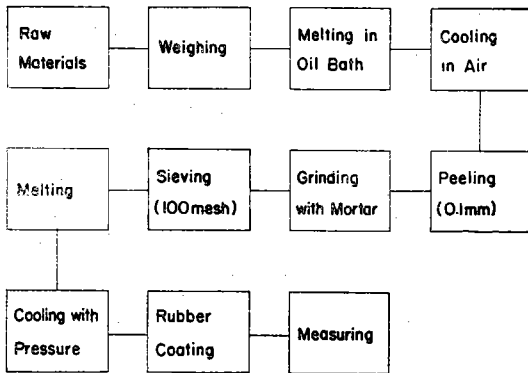 Raw
Materials
Weighing
Melting in
Oil Bath
Cooling
in Air
Melting
Sieving
(100mesh)
Grinding
with Mortar
Peeling
(0.1mm)
Cooling with
Pressure
Rubber
Coating
Measuring